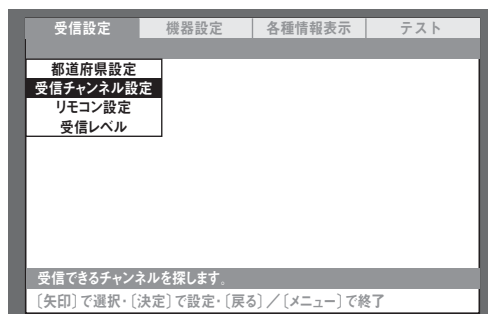 受信設定 機器設定 各種情報表示 テスト
都道府県設定
受信チャンネル設定
リモコン設定
受信レベル
受信できるチャンネルを探します。
〔矢印〕で選択・〔決定〕で設定・〔戻る〕／〔メニュー〕で終了